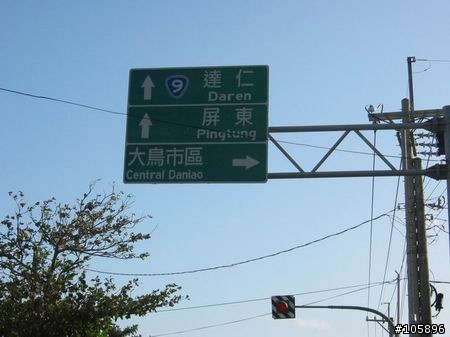 9 達仁
Daren
屏東
Pingtung
大鳥市區
Central Daniao
#105896